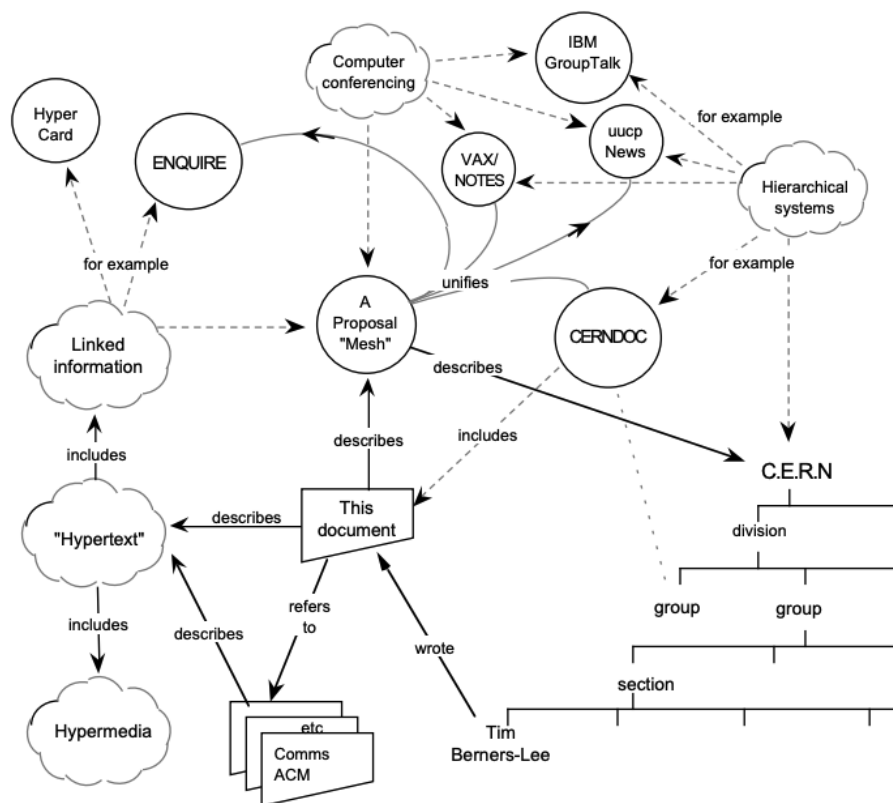 IBM
GroupTalk
Computer
conferencing
Hyper
Card
for example
uucp
News
ENQUIRE
VAX/
NOTES
Hierarchical
systems
for example
for example
unifies
A
Proposal
"Mesh"
Linked
information
CERNDOC
describes
describes
includes
includes
C.E.R.N
This
document
describes
"Hypertext"
division
refers
to
group
group
includes
describes
wrote
section
Hypermedia
etc
Comms
ACM
Tim
Berners-Lee